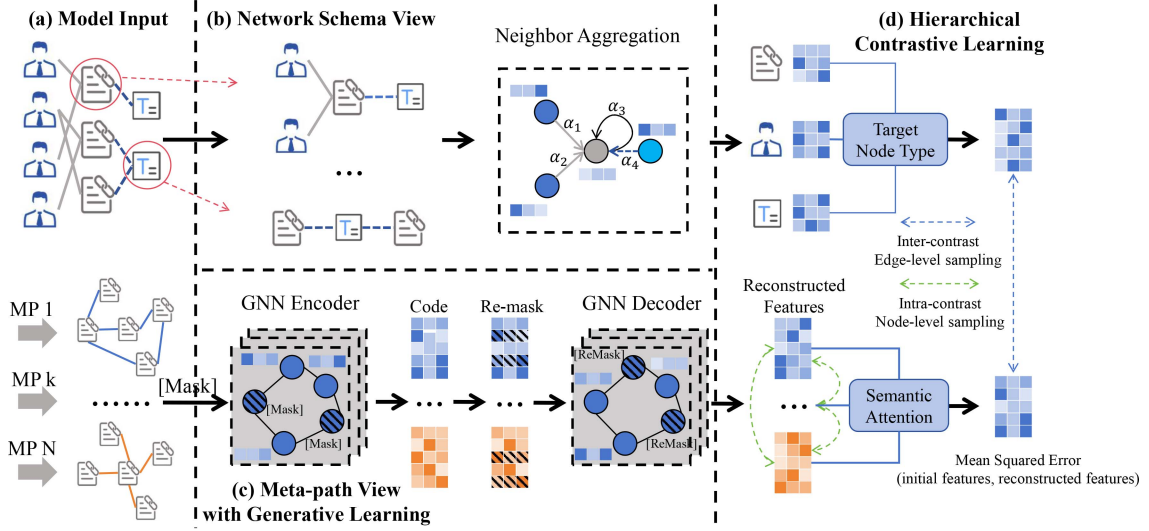 (a) Model Input
(b) Network Schema View
(d) Hierarchical
Contrastive Learning
Neighbor Aggregation
T
T
T
α1
α2
α3
α4
...
T
T
Target
Node Type
Inter-contrast
Edge-level sampling
Intra-contrast
Node-level sampling
MP 1
MP k
......
MP N
[Mask]
GNN Encoder
[Mask]
[Mask]
Code
...
Re-mask
...
GNN Decoder
[ReMask]
[ReMask]
Reconstructed
Features
...
Semantic
Attention
Mean Squared Error
(initial features, reconstructed features)
(c) Meta-path View
with Generative Learning